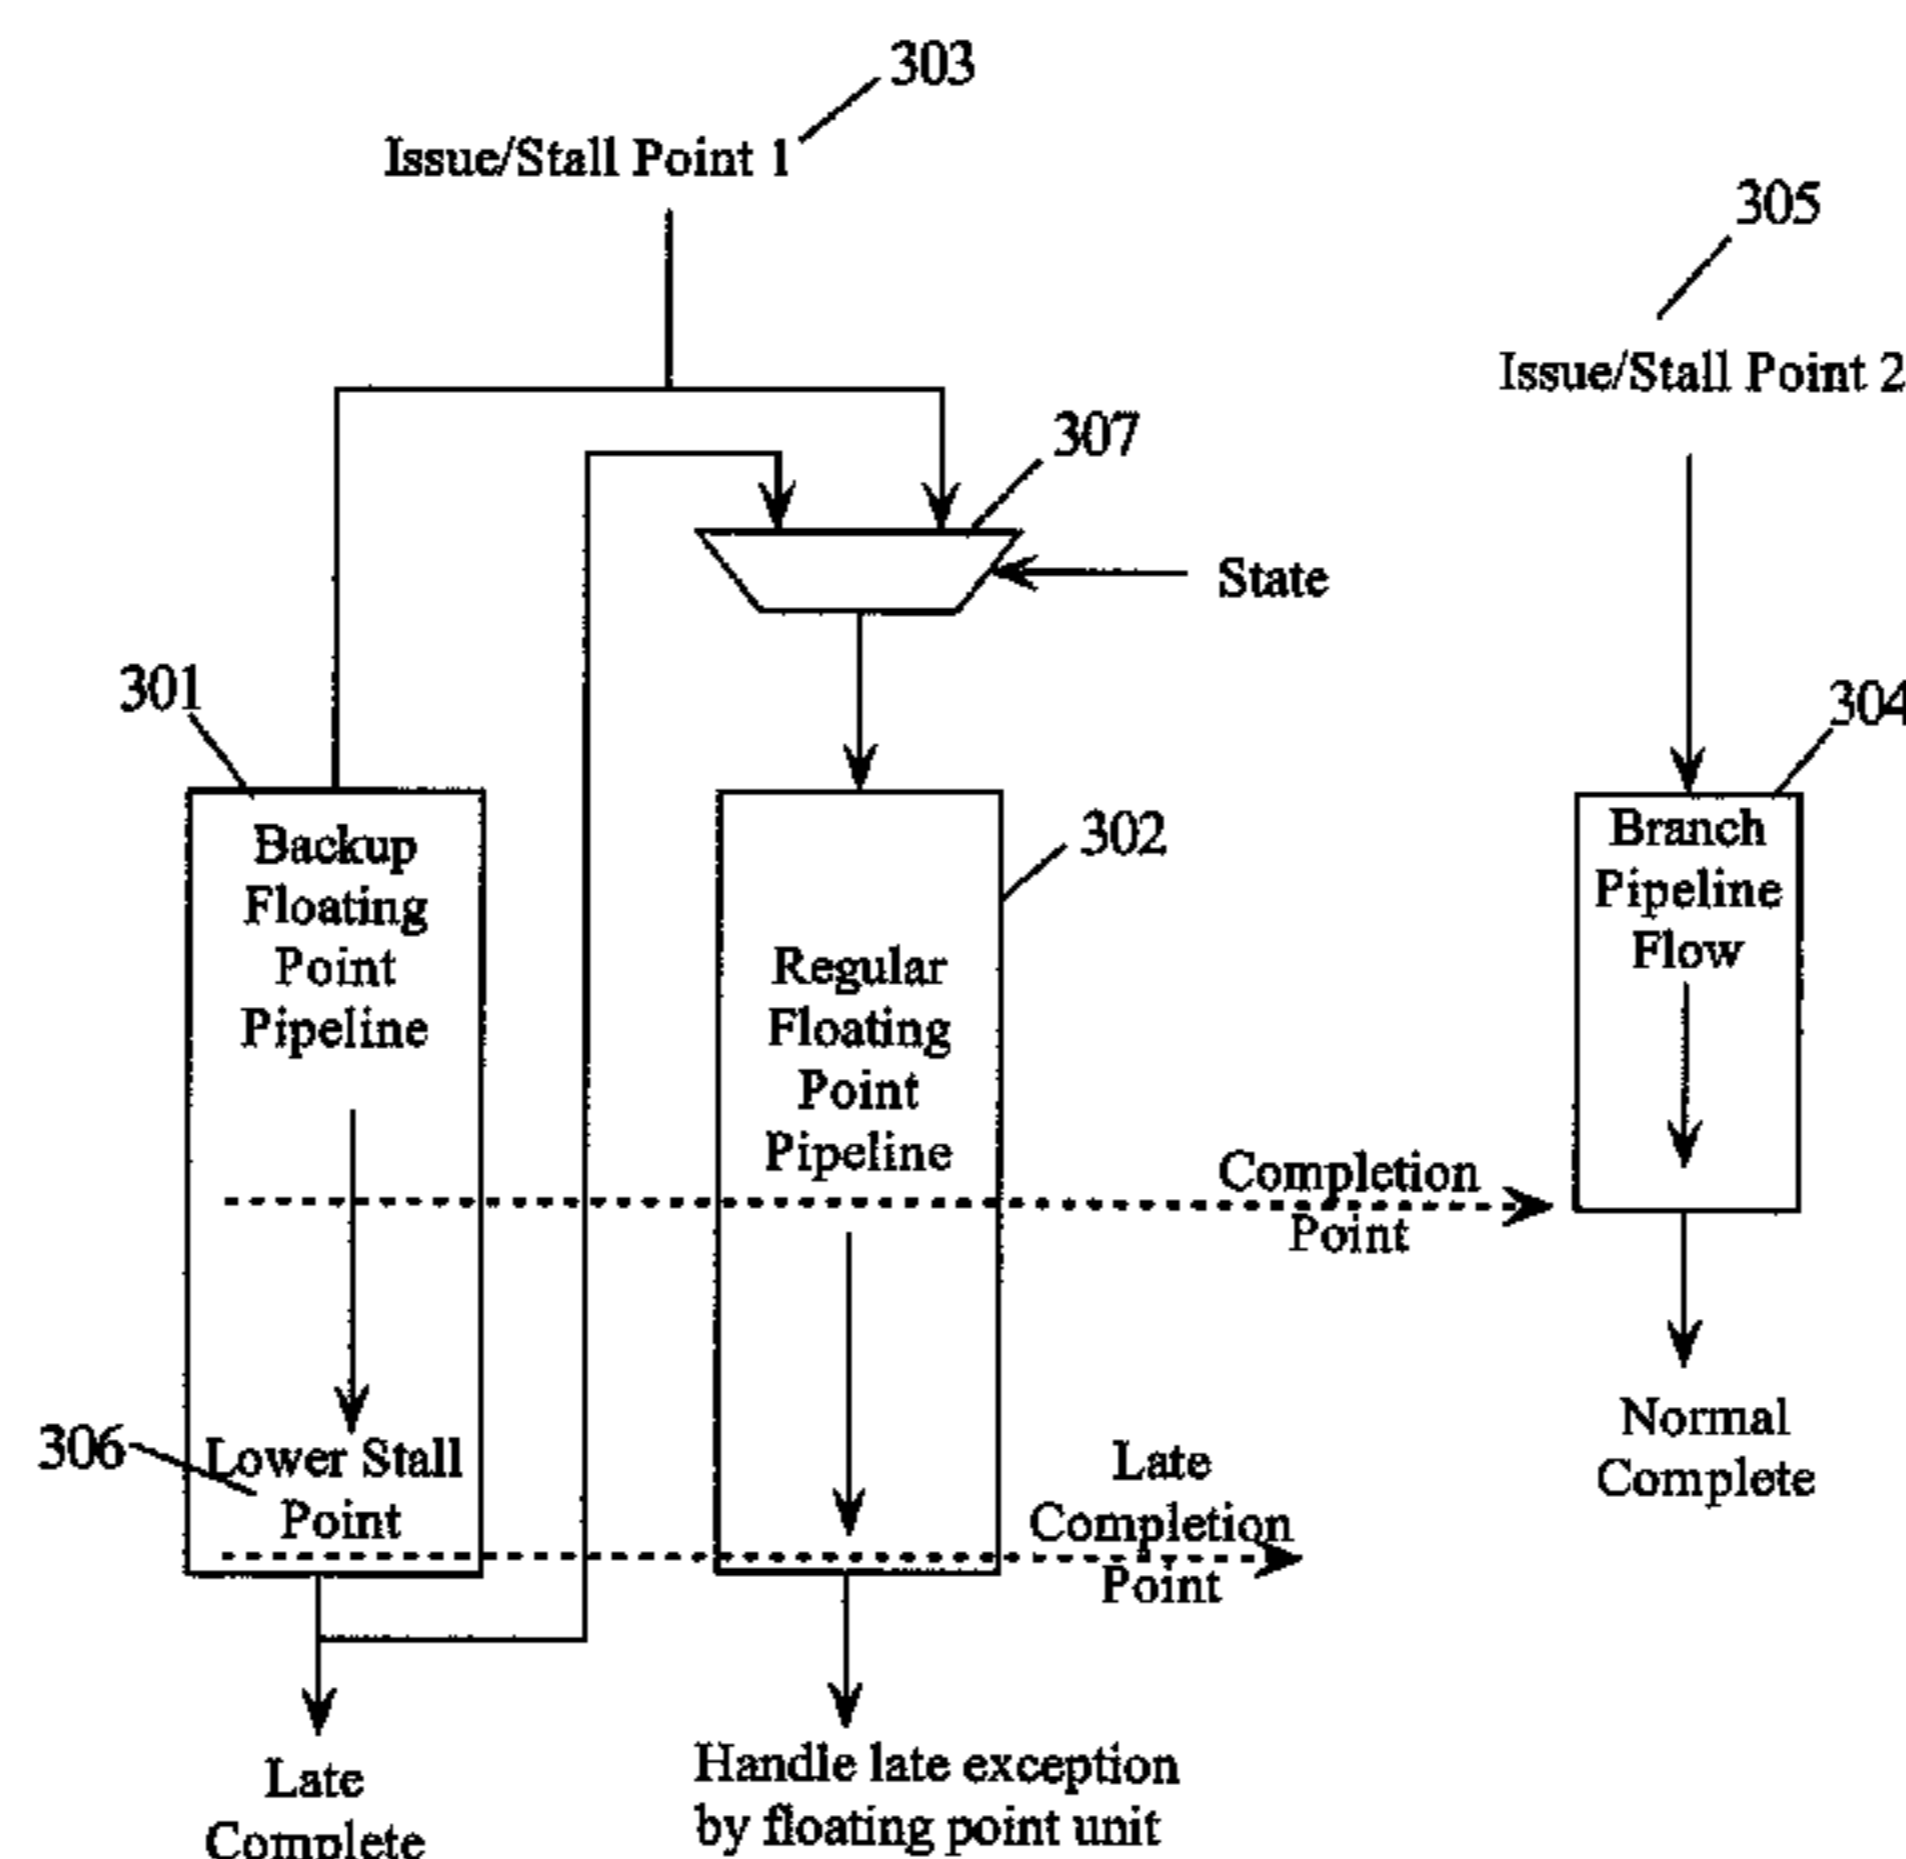 303
Issue/Stall Point 1
305
Issue/Stall Point 2
307
State
301
304
Backup
Floating
Point
Pipeline
302
Regular
Floating
Point
Pipeline
Branch
Pipeline
Flow
Completion
Point
306
Lower Stall
Point
Late
Completion
Point
Normal
Complete
Late
Complete
Handle late exception
by floating point unit